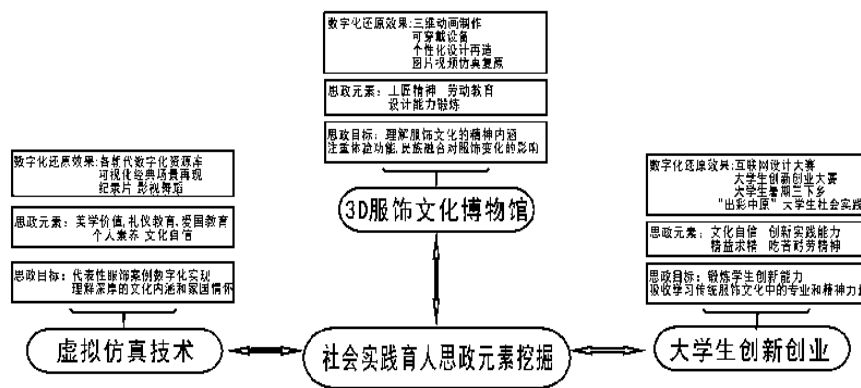 数字化还原效果:三维动画制作
可穿戴设备
个性化设计再造
图片视频仿真复原
思政元素: 工匠精神 劳动教育
设计能力锻炼
思政目标: 理解服饰文化的精神内涵
注重体验功能,民族融合对服饰变化的影响
3D服饰文化博物馆
数字化还原效果:各朝代数字化资源库
可视化经典场景再现
纪录片 影视舞蹈
思政元素: 美学价值,礼仪教育,爱国教育
个人素养 文化自信
思政目标: 代表性服饰案例数字化实现
理解深厚的文化内涵和家国情怀
虚拟仿真技术
数字化还原效果:互联网设计大赛
大学生创新创业大赛
大学生暑期三下乡
"出彩中原"大学生社会实践
思政元素: 文化自信 创新实践能力
精益求精 吃苦耐劳精神
思政目标: 锻炼学生创新能力
吸收学习传统服饰文化中的专业和精神力量
大学生创新创业
社会实践育人思政元素挖掘